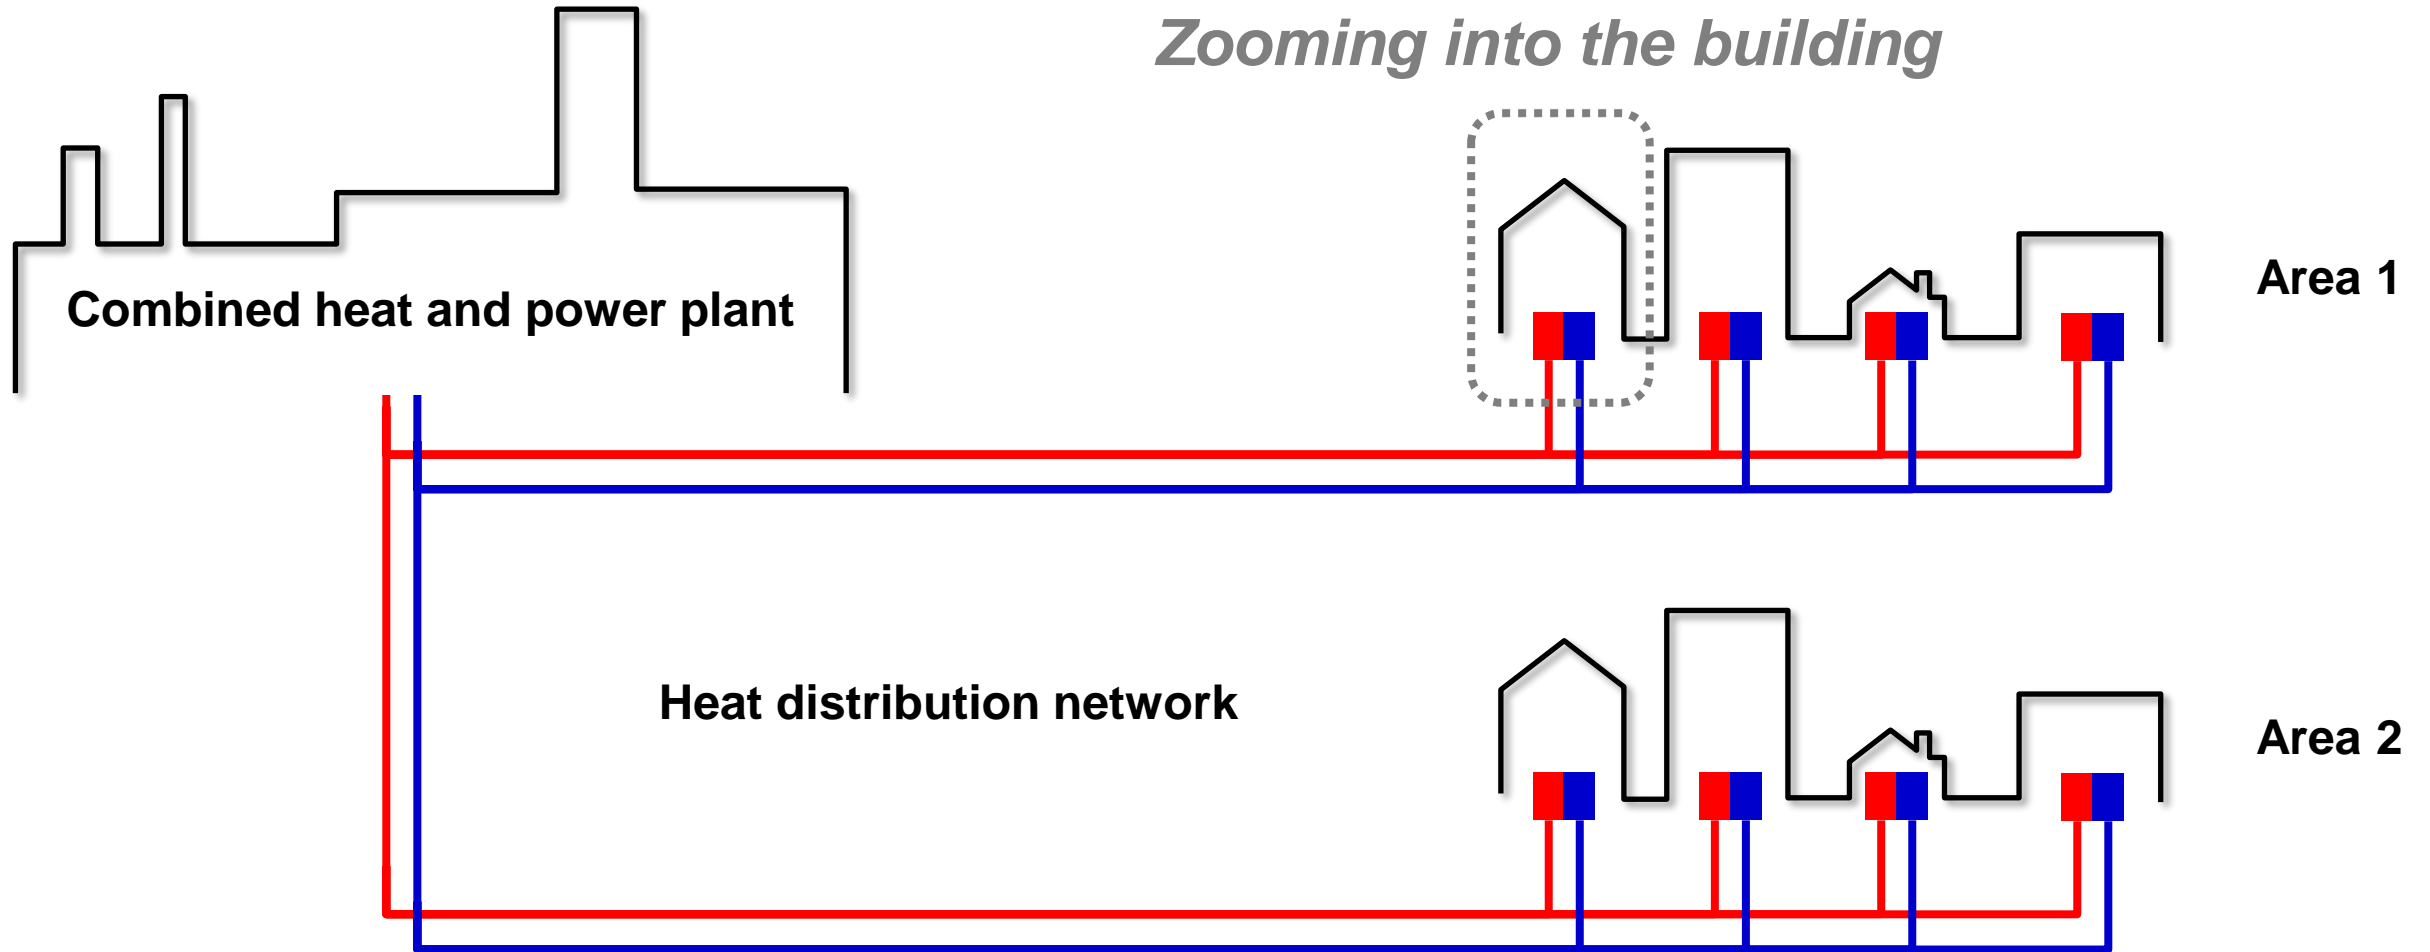 Zooming into the building
Combined heat and power plant
Area 1
Heat distribution network
Area 2